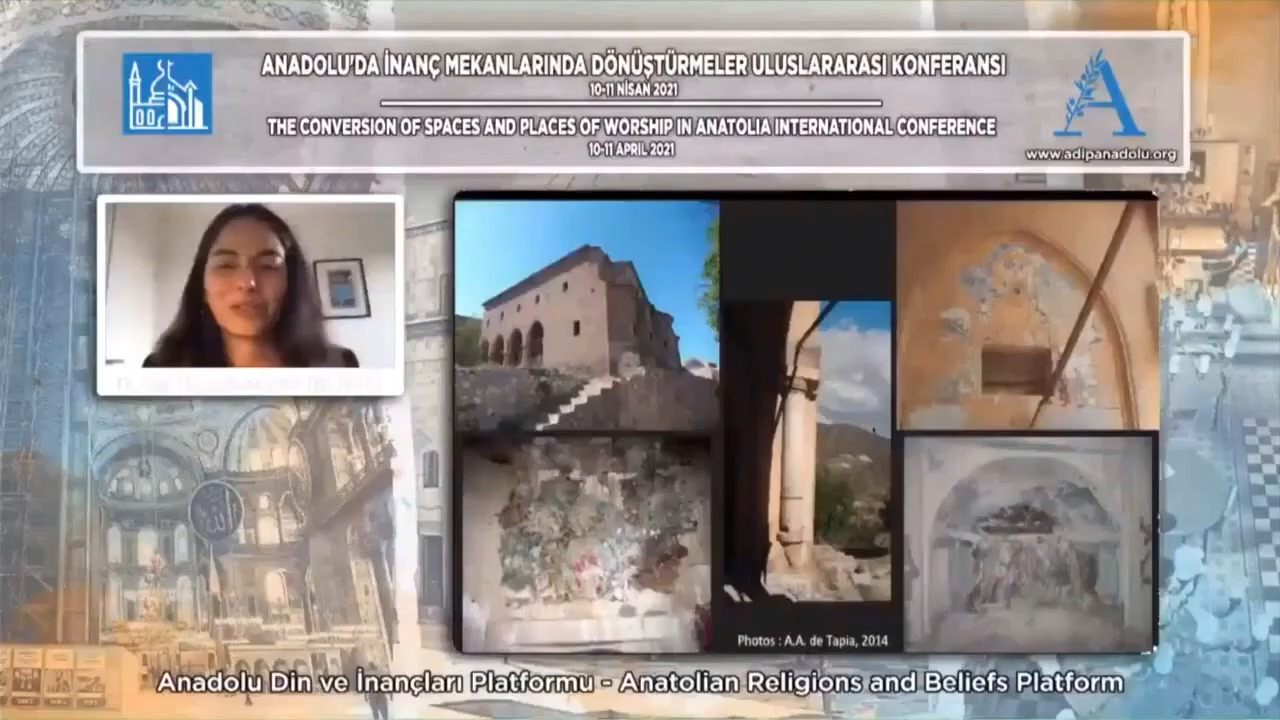 ANADOLU'DA İNANÇ MEKANLARINDA DÖNÜŞTÜRMELER ULUSLARARASI KONFERANSI
10-11 NİSAN 2021
THE CONVERSION OF SPACES AND PLACES OF WORSHIP IN ANATOLIA INTERNATIONAL CONFERENCE
10-11 APRIL 2021
www.adipanadolu.org
Photos : A.A. de Tapia, 2014
Anadolu Din ve İnançları Platformu - Anatolian Religions and Beliefs Platform